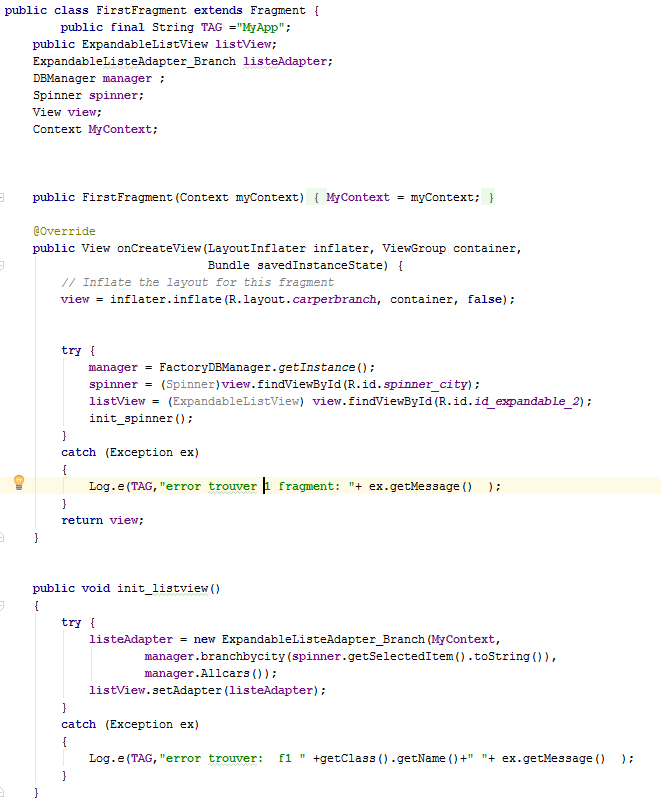 public class FirstFragment extends Fragment {
        public final String TAG ="MyApp";
    public ExpandableListView listView;
    ExpandableListeAdapter_Branch listeAdapter;
    DBManager manager ;
    Spinner spinner;
    View view;
    Context MyContext;
    public FirstFragment(Context myContext) { MyContext = myContext; }
    @Override
    public View onCreateView(LayoutInflater inflater, ViewGroup container,
                             Bundle savedInstanceState) {
        // Inflate the layout for this fragment
        view = inflater.inflate(R.layout.carperbranch, container, false);
        try {
            manager = FactoryDBManager.getInstance();
            spinner = (Spinner)view.findViewById(R.id.spinner_city);
            listView = (ExpandableListView) view.findViewById(R.id.id_expandable_2);
            init_spinner();
        }
        catch (Exception ex)
        {
            Log.e(TAG,"error trouver 1 fragment: "+ ex.getMessage()  );
        }
        return view;
    }
    public void init_listview()
    {
        try {
            listeAdapter = new ExpandableListeAdapter_Branch(MyContext,
                    manager.branchbycity(spinner.getSelectedItem().toString()),
                    manager.Allcars());
            listView.setAdapter(listeAdapter);
        }
        catch (Exception ex)
        {
            Log.e(TAG,"error trouver:  f1 " +getClass().getName()+" "+ ex.getMessage()  );
        }
    }